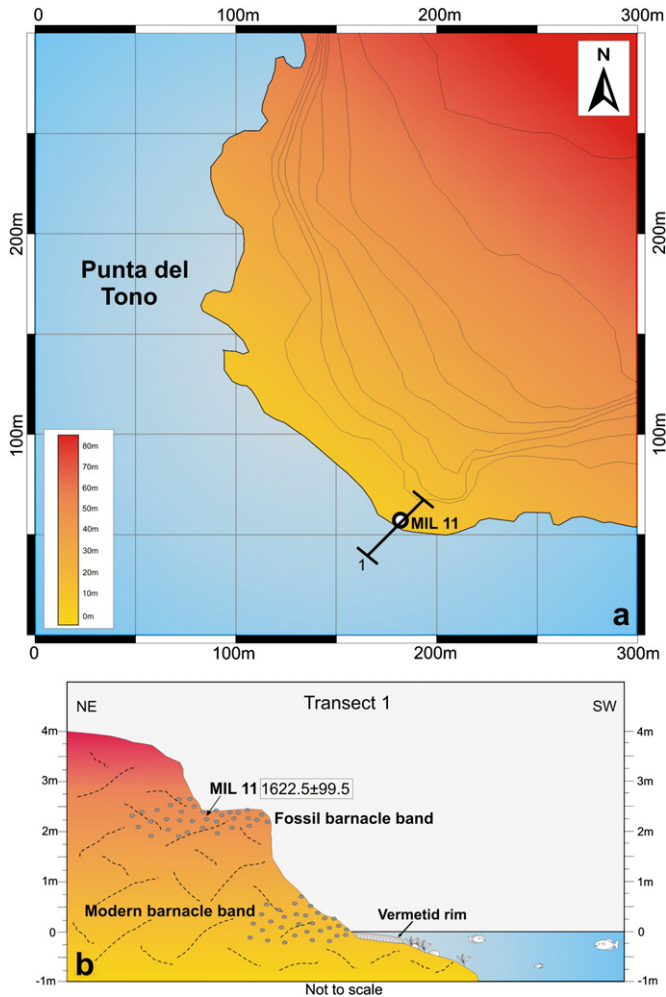 0 100m 200m 300m
N
200m
Punta del
Tono
100m
100m
80m
70m
60m
50m
40m
30m
20m
10m
0m
MIL 11
1
a
0 100m 200m 300m
NE Transect 1 SW
4m 4m
MIL 11 1622.5±99.5
3m 3m
Fossil barnacle band
2m 2m
1m 1m
Modern barnacle band
Vermetid rim
0 0
b
-1m -1m
Not to scale
200m